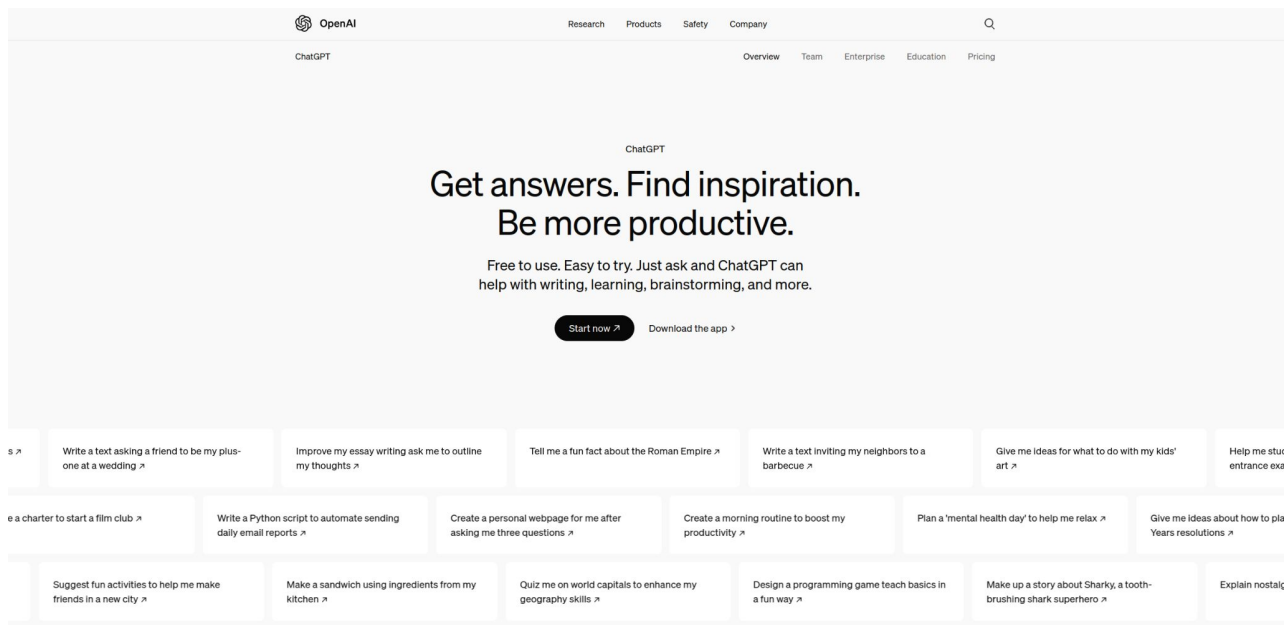 OpenAI
Research Products Safety Company
ChatGPT
Overview Team Enterprise Education Pricing
ChatGPT
Get answers. Find inspiration.
Be more productive.
Free to use. Easy to try. Just ask and ChatGPT can
help with writing, learning, brainstorming, and more.
Start now ↗ Download the app >
s ↗
Write a text asking a friend to be my plus-
one at a wedding ↗
Improve my essay writing ask me to outline
my thoughts ↗
Tell me a fun fact about the Roman Empire ↗
Write a text inviting my neighbors to a
barbecue ↗
Give me ideas for what to do with my kids'
art ↗
Help me
entrance
e a charter to start a film club ↗
Write a Python script to automate sending
daily email reports ↗
Create a personal webpage for me after
asking me three questions ↗
Create a morning routine to boost my
productivity ↗
Plan a 'mental health day' to help me relax ↗
Give me ideas about how to
Years resolutions ↗
Suggest fun activities to help me make
friends in a new city ↗
Make a sandwich using ingredients from my
kitchen ↗
Quiz me on world capitals to enhance my
geography skills ↗
Design a programming game teach basics in
a fun way ↗
Make up a story about Sharky, a tooth-
brushing shark superhero ↗
Explain